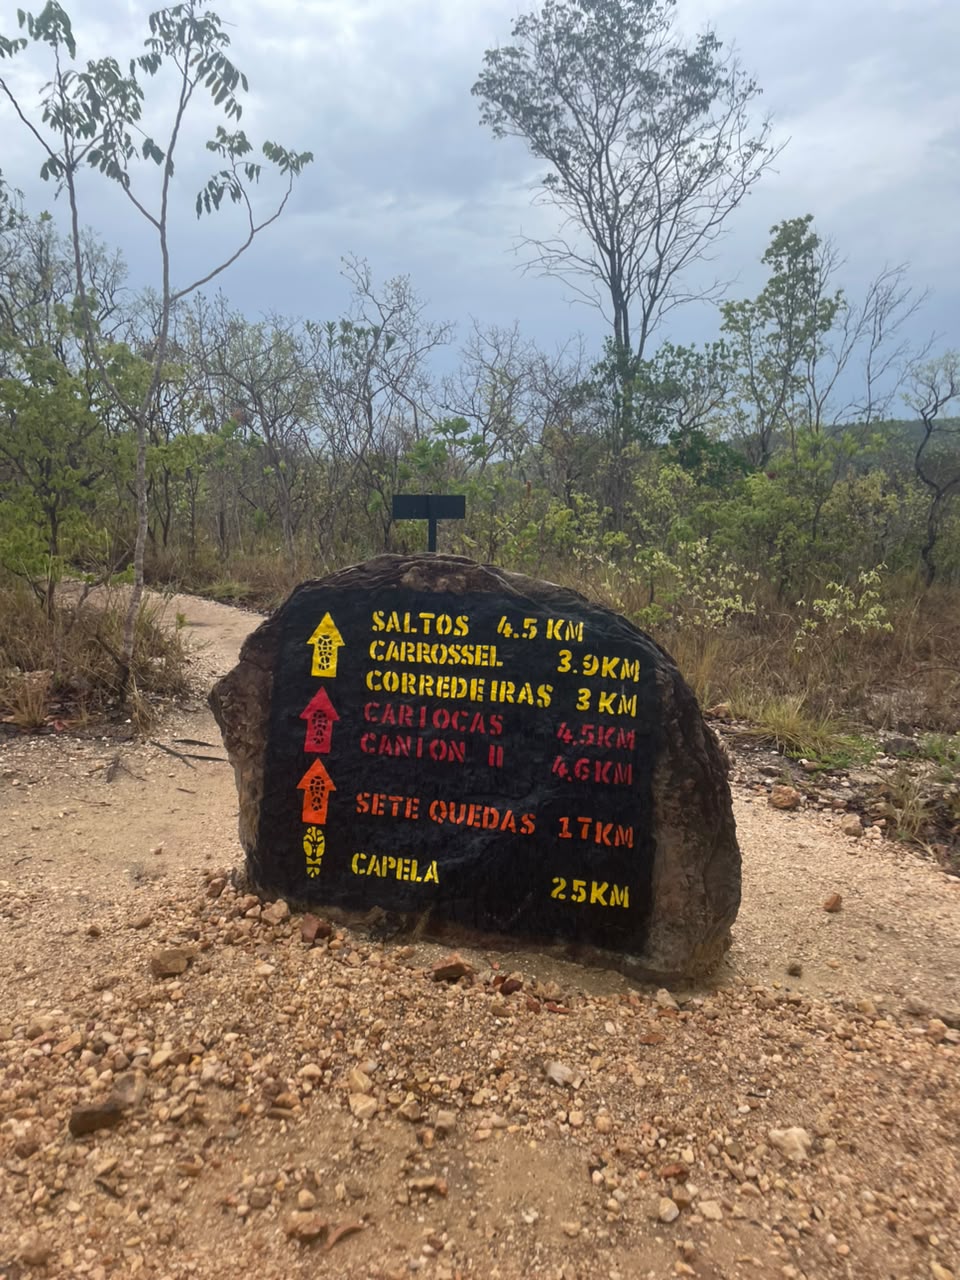 SALTOS 4.5 KM
CARROSSEL 3.9KM
CORREDEIRAS 3 KM
CARIOCAS 4.5KM
CANION II 4.6KM
SETE QUEDAS 17KM
CAPELA 25KM